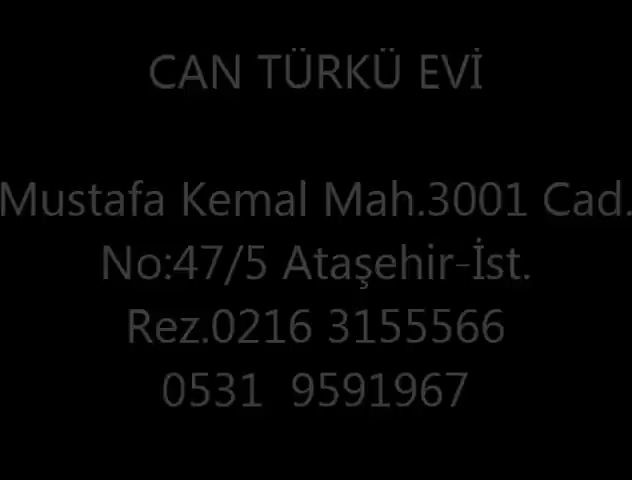 CAN TÜRKÜ EVİ
Mustafa Kemal Mah.3001 Cad.
No:47/5 Ataşehir-İst.
Rez.0216 3155566
0531 9591967